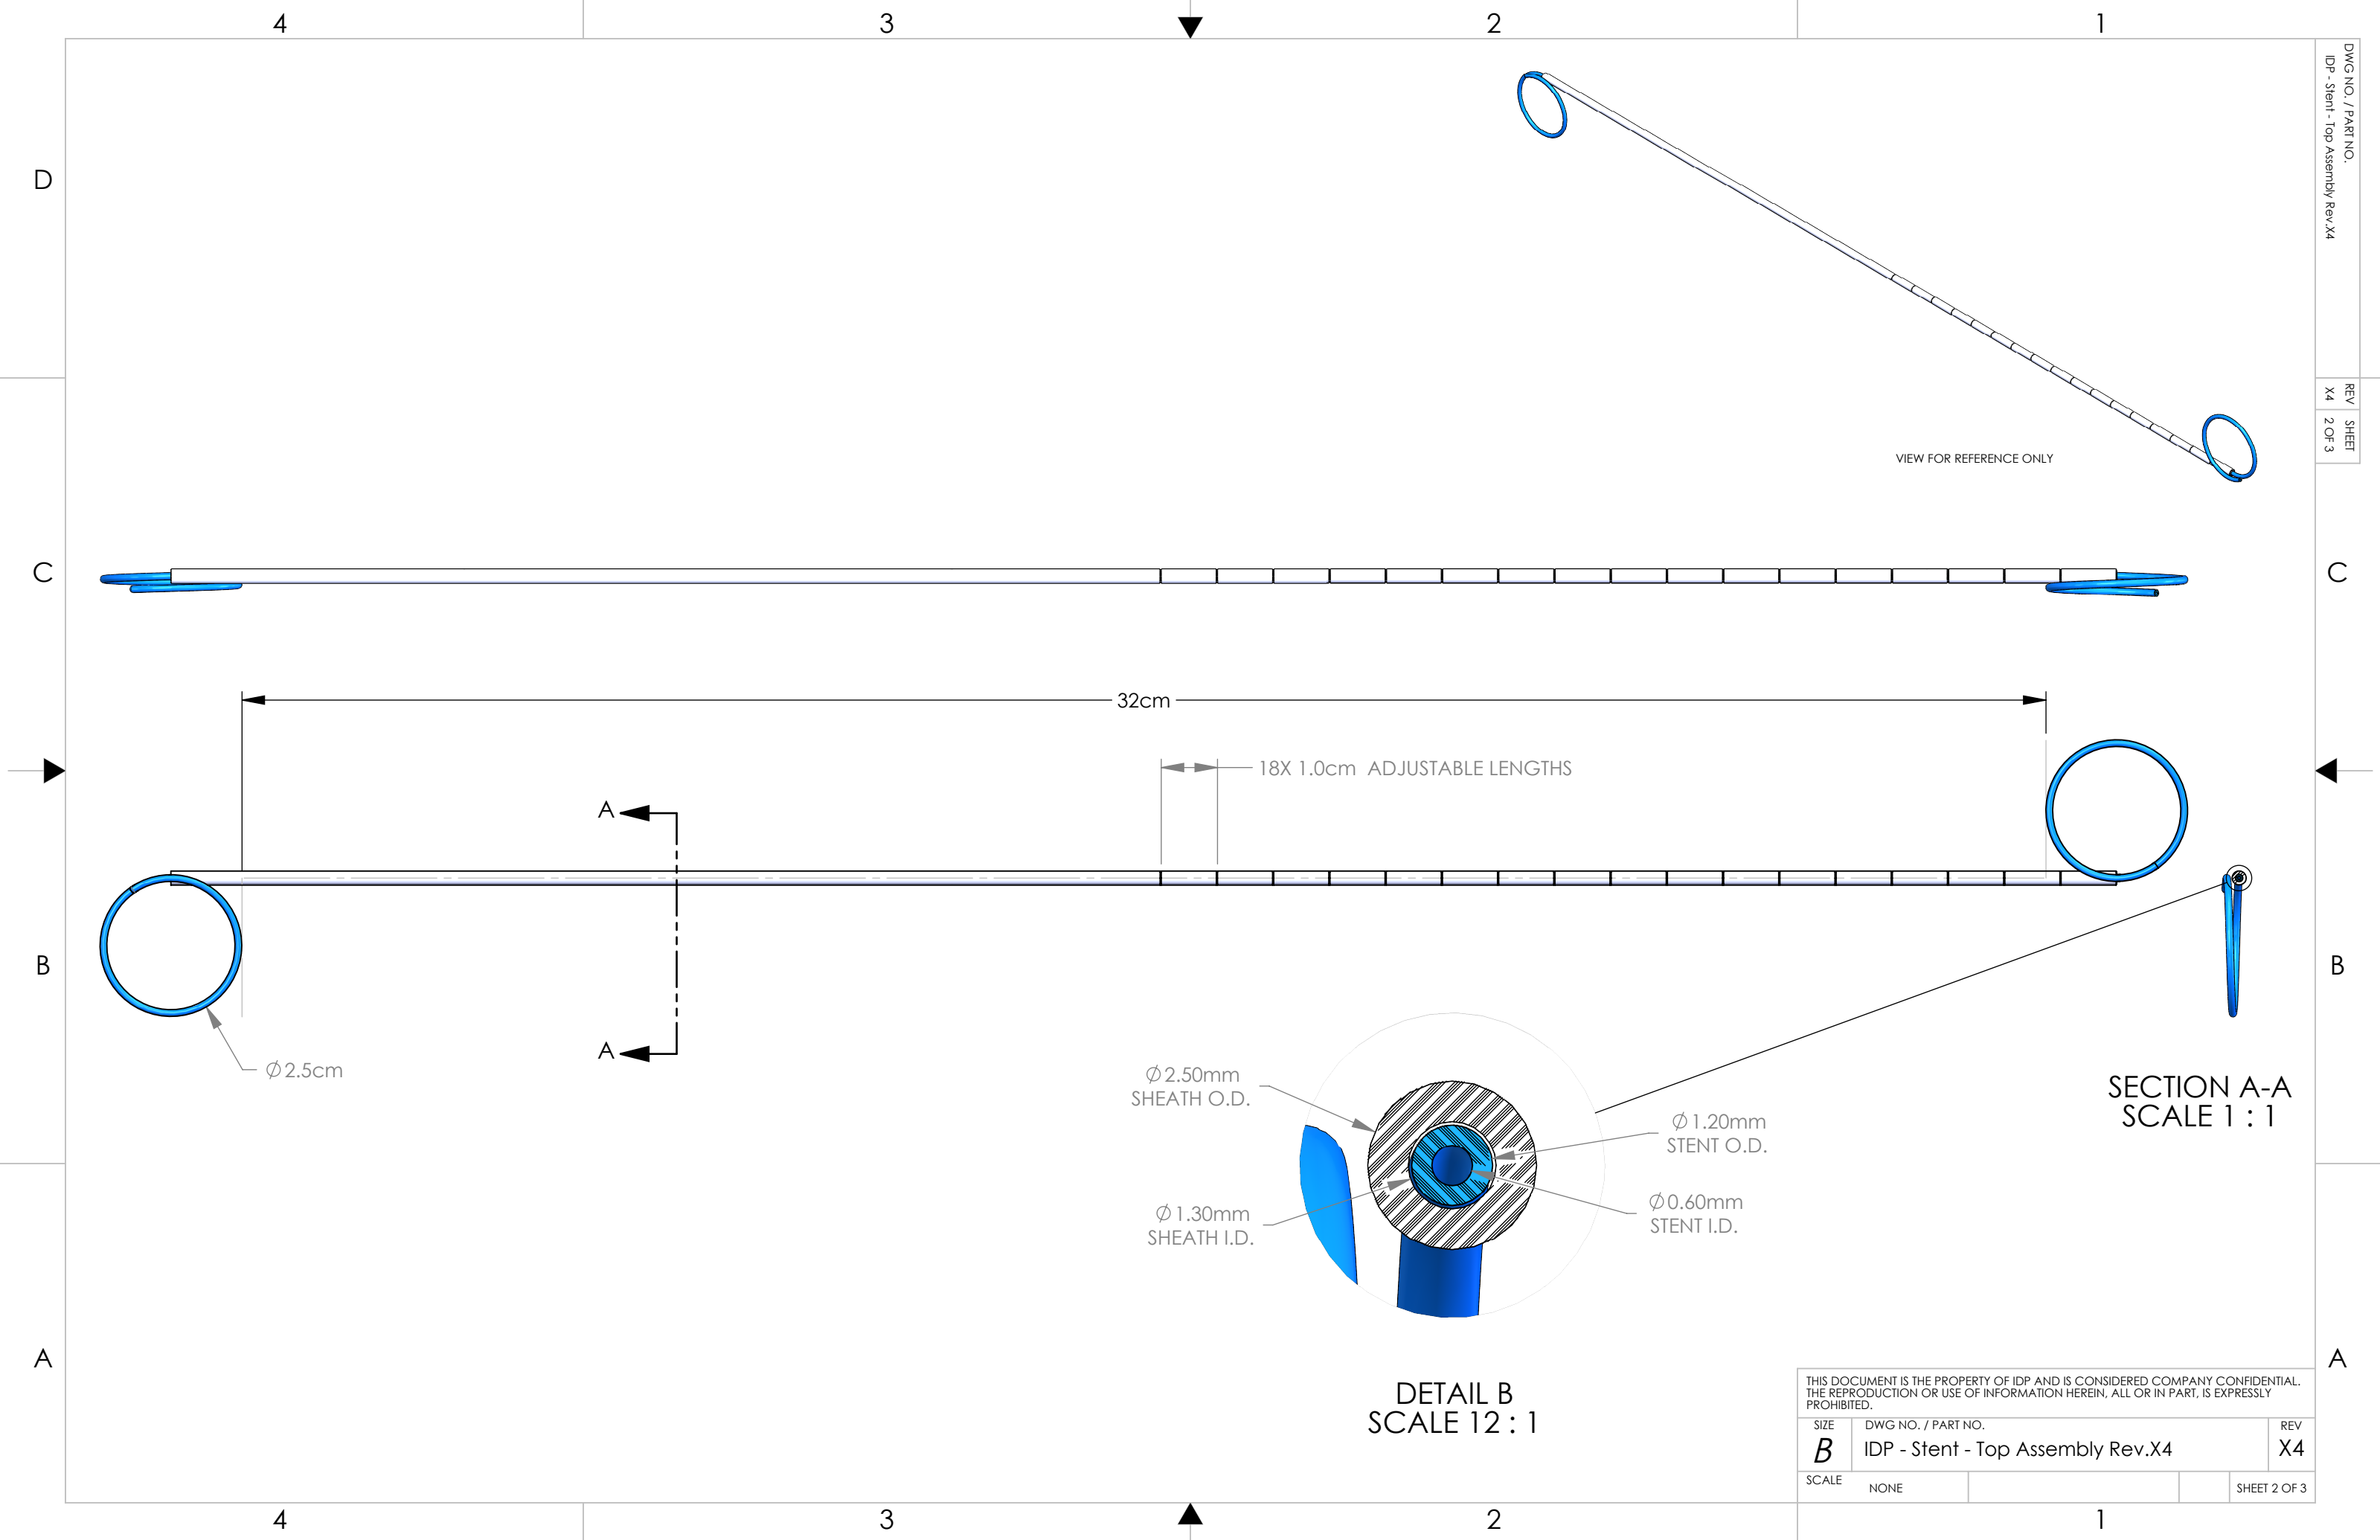 4
3
2
1
DWG NO. / PART NO.
IDP - Stent - Top Assembly Rev.X4
REV
X4
SHEET
2 OF 3
D
VIEW FOR REFERENCE ONLY
C
C
32cm
18X 1.0cm ADJUSTABLE LENGTHS
A
A
Ø2.5cm
B
B
Ø2.50mm
SHEATH O.D.
Ø1.20mm
STENT O.D.
Ø1.30mm
SHEATH I.D.
Ø0.60mm
STENT I.D.
SECTION A-A
SCALE 1 : 1
DETAIL B
SCALE 12 : 1
A
A
THIS DOCUMENT IS THE PROPERTY OF IDP AND IS CONSIDERED COMPANY CONFIDENTIAL.
THE REPRODUCTION OR USE OF INFORMATION HEREIN, ALL OR IN PART, IS EXPRESSLY
PROHIBITED.
SIZE
B
DWG NO. / PART NO.
IDP - Stent - Top Assembly Rev.X4
REV
X4
SCALE
NONE
SHEET 2 OF 3
4
3
2
1